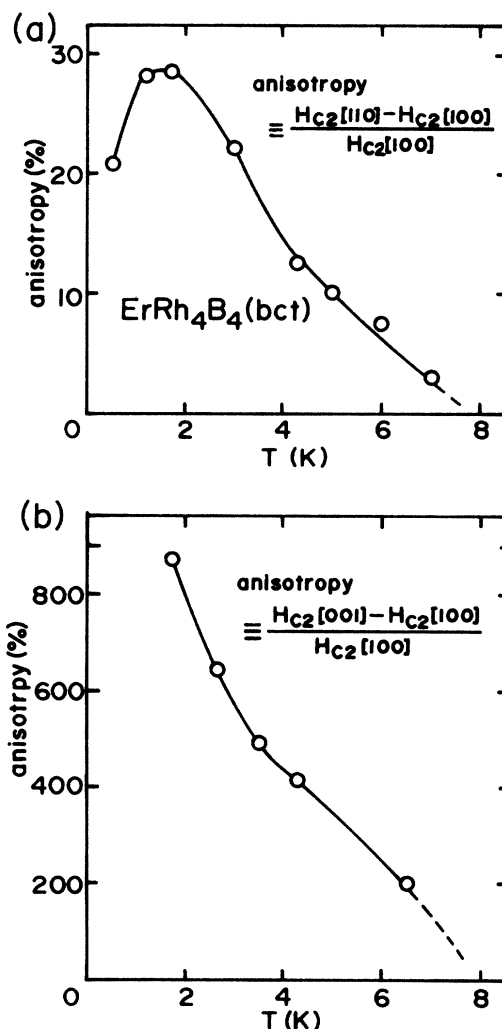 (a)
30
20
10
0
anisotropy (%)
anisotropy
≡ HC2[110]-HC2[100]
HC2[100]
ErRh4B4(bct)
2 4 6 8
T (K)
(b)
800
600
400
200
0
anisotrpy (%)
anisotropy
≡ HC2[001]-HC2[100]
HC2[100]
2 4 6 8
T (K)